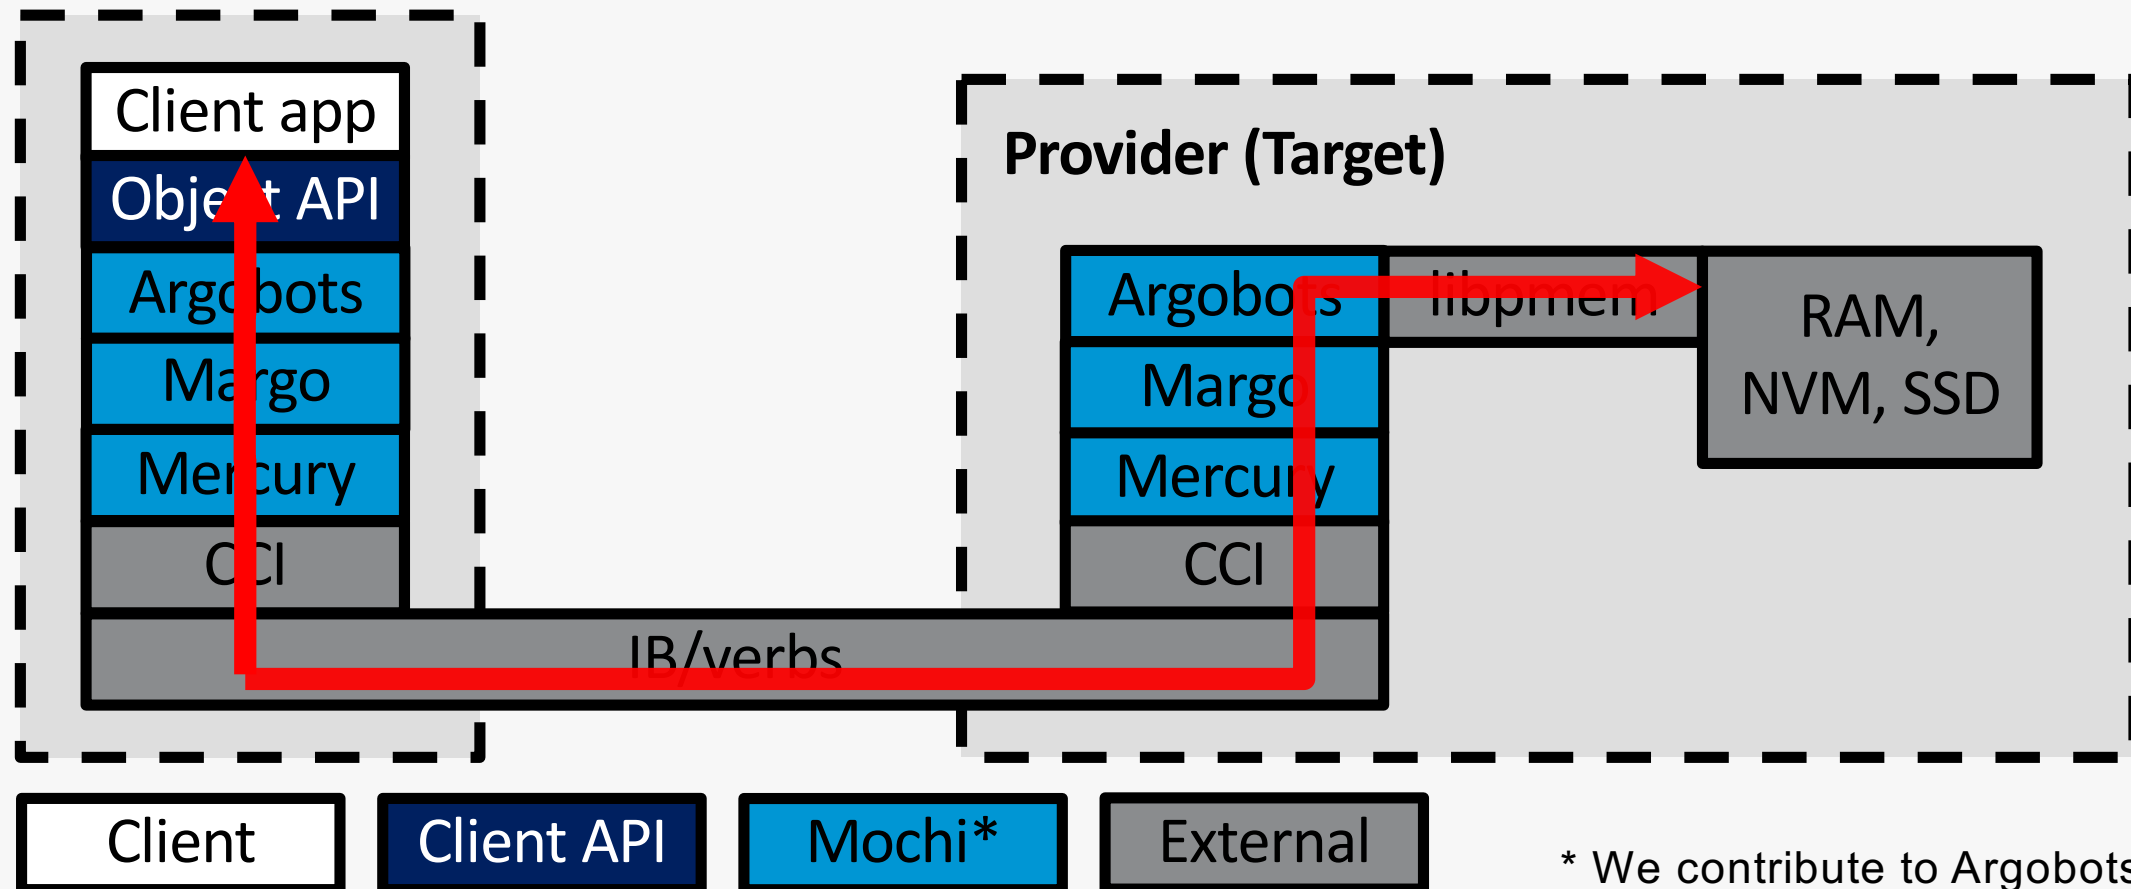 Client app
Object API
Argobots
Margo
Mercury
CCI
IB/verbs
Provider (Target)
Argobots
Margo
Mercury
CCI
libpmem
RAM,
NVM, SSD
Client
Client API
Mochi*
External
* We contribute to Argobots